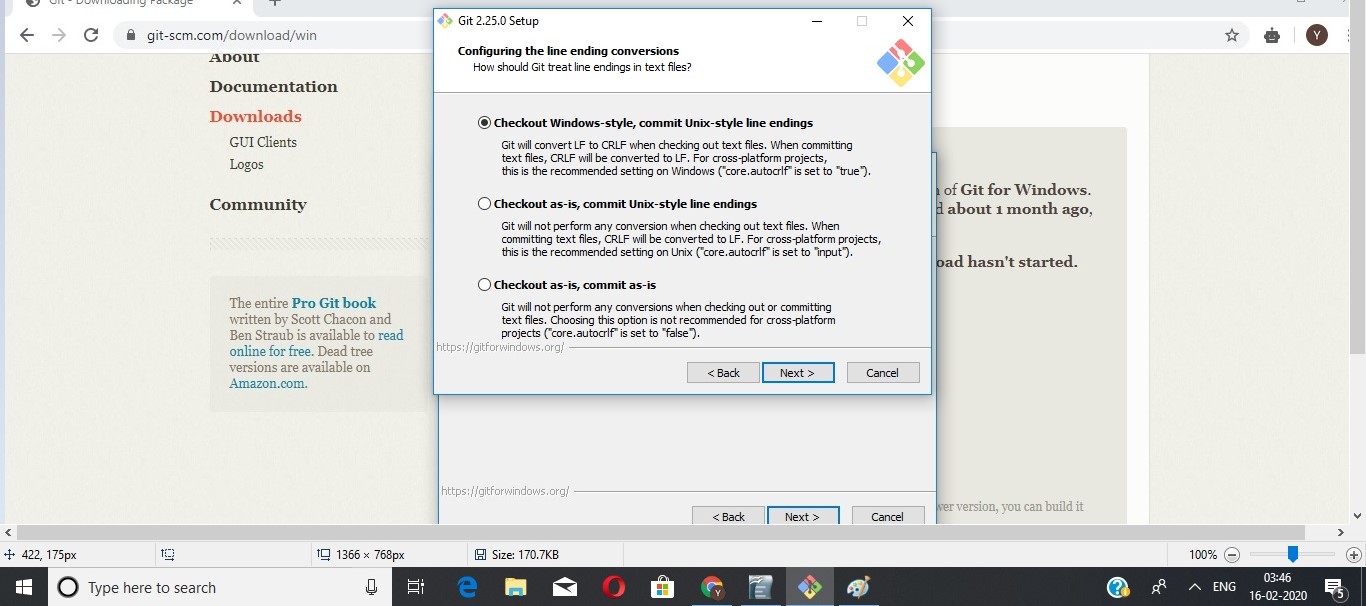 Git - Downloading Package
git-scm.com/download/win
Y
About
Documentation
Downloads
GUI Clients
Logos
Community
The entire Pro Git book
written by Scott Chacon and
Ben Straub is available to read
online for free. Dead tree
versions are available on
Amazon.com.
Git 2.25.0 Setup
Configuring the line ending conversions
How should Git treat line endings in text files?
Checkout Windows-style, commit Unix-style line endings
Git will convert LF to CRLF when checking out text files. When committing
text files, CRLF will be converted to LF. For cross-platform projects,
this is the recommended setting on Windows ("core.autocrlf" is set to "true").
Checkout as-is, commit Unix-style line endings
Git will not perform any conversion when checking out text files. When
committing text files, CRLF will be converted to LF. For cross-platform projects,
this is the recommended setting on Unix ("core.autocrlf" is set to "input").
Checkout as-is, commit as-is
Git will not perform any conversions when checking out or committing
text files. Choosing this option is not recommended for cross-platform
projects ("core.autocrlf" is set to "false").
https://gitforwindows.org/
< Back Next > Cancel
of Git for Windows.
about 1 month ago,
hasn't started.
version, you can build it
https://gitforwindows.org/
< Back Next > Cancel
422, 175px 1366 × 768px Size: 170.7KB 100%
Type here to search
Y
ENG
03:46
16-02-2020
5